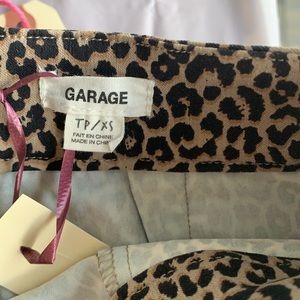 GARAGE
TP/XS
FAIT EN CHINE
MADE IN CHINA